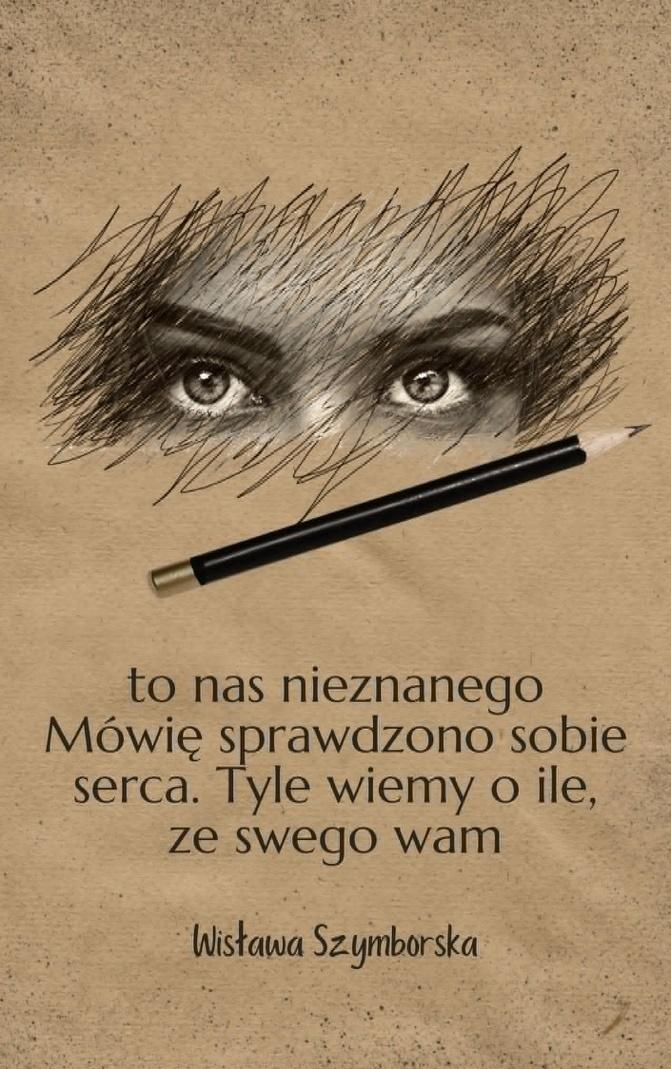 to nas nieznanego
Mówię sprawdzono sobie
serca. Tyle wiemy o ile,
ze swego wam
Wisława Szymborska